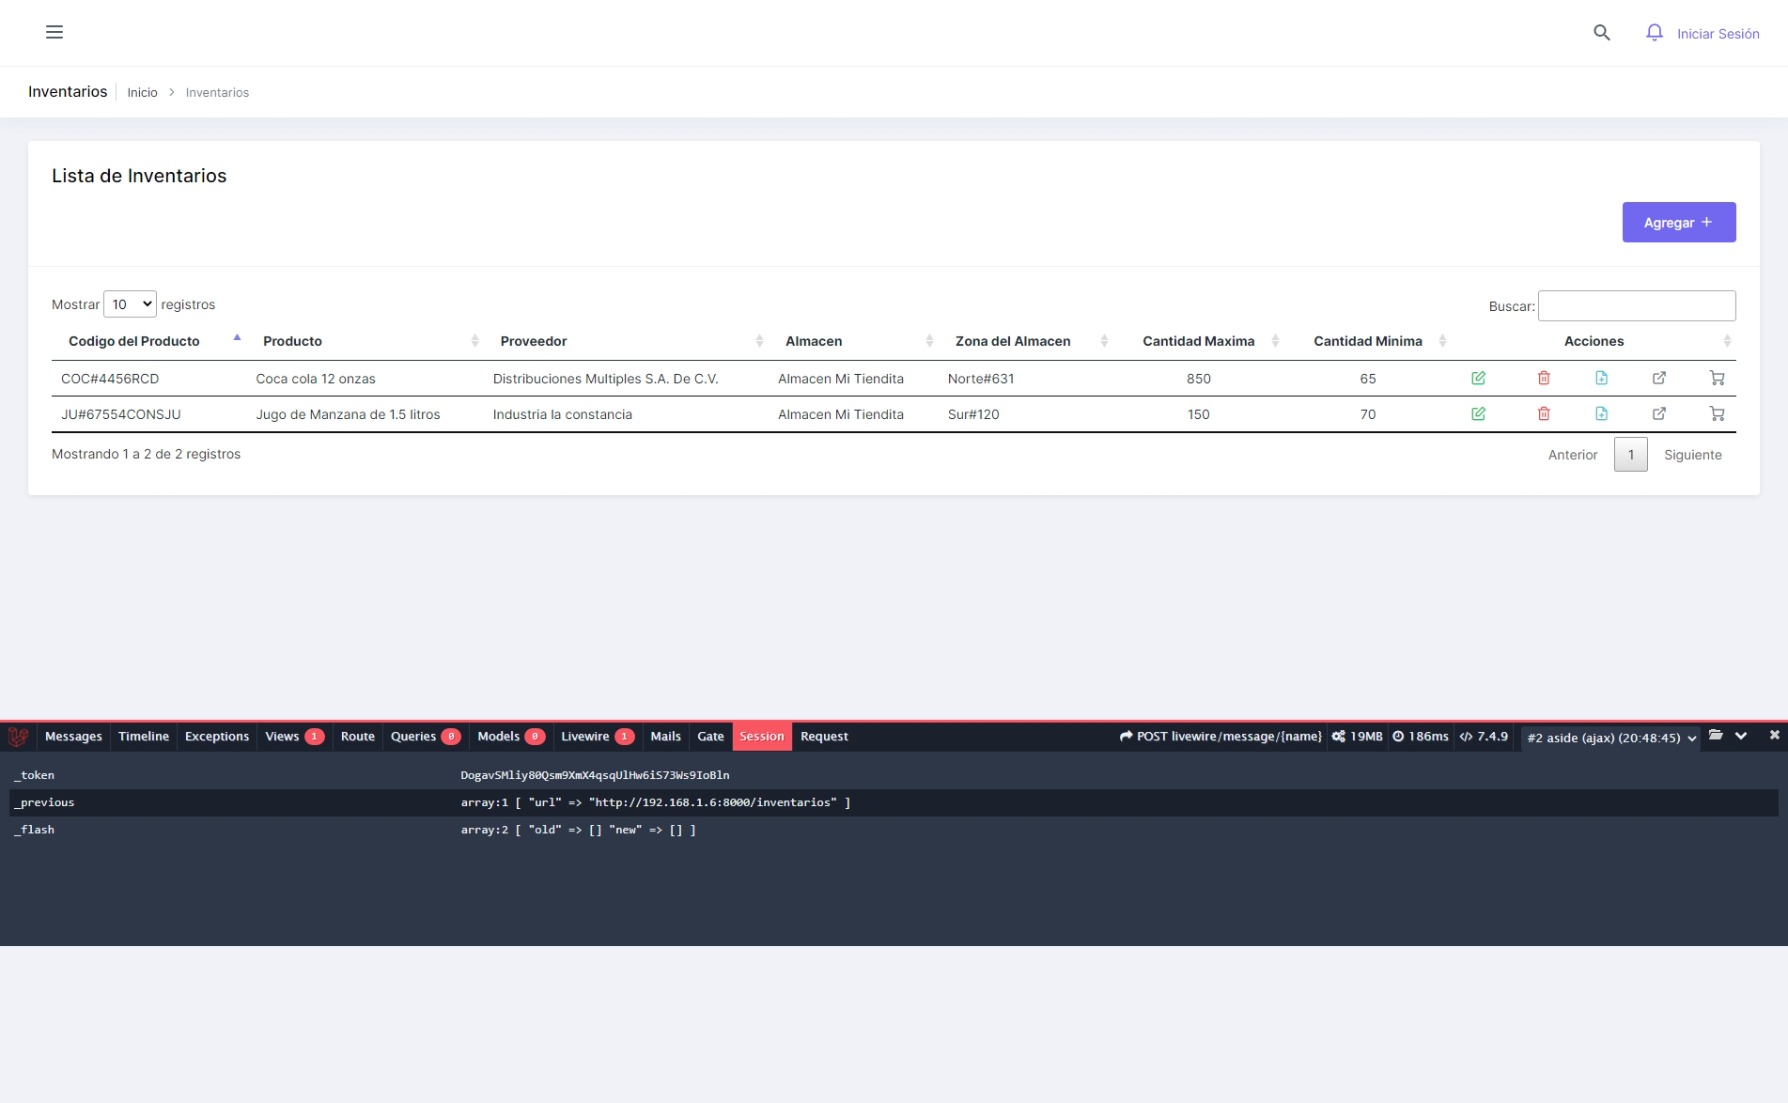 Iniciar Sesión
Inventarios Inicio > Inventarios
Lista de Inventarios
Agregar +
Mostrar 10 registros Buscar:
Codigo del Producto Producto Proveedor Almacen Zona del Almacen Cantidad Maxima Cantidad Minima Acciones
COC#4456RCD Coca cola 12 onzas Distribuciones Multiples S.A. De C.V. Almacen Mi Tiendita Norte#631 850 65
JU#67554CONSJU Jugo de Manzana de 1.5 litros Industria la constancia Almacen Mi Tiendita Sur#120 150 70
Mostrando 1 a 2 de 2 registros Anterior 1 Siguiente
Messages Timeline Exceptions Views 1 Route Queries 0 Models 0 Livewire 1 Mails Gate Session Request POST livewire/message/{name} 19MB 186ms </> 7.4.9 #2 aside (ajax) (20:48:45)
_token DogavSMliy80Qsm9XmX4qsqUlHw6iS73Ws9IoBln
_previous array:1 [ "url" => "http://192.168.1.6:8000/inventarios" ]
_flash array:2 [ "old" => [] "new" => [] ]